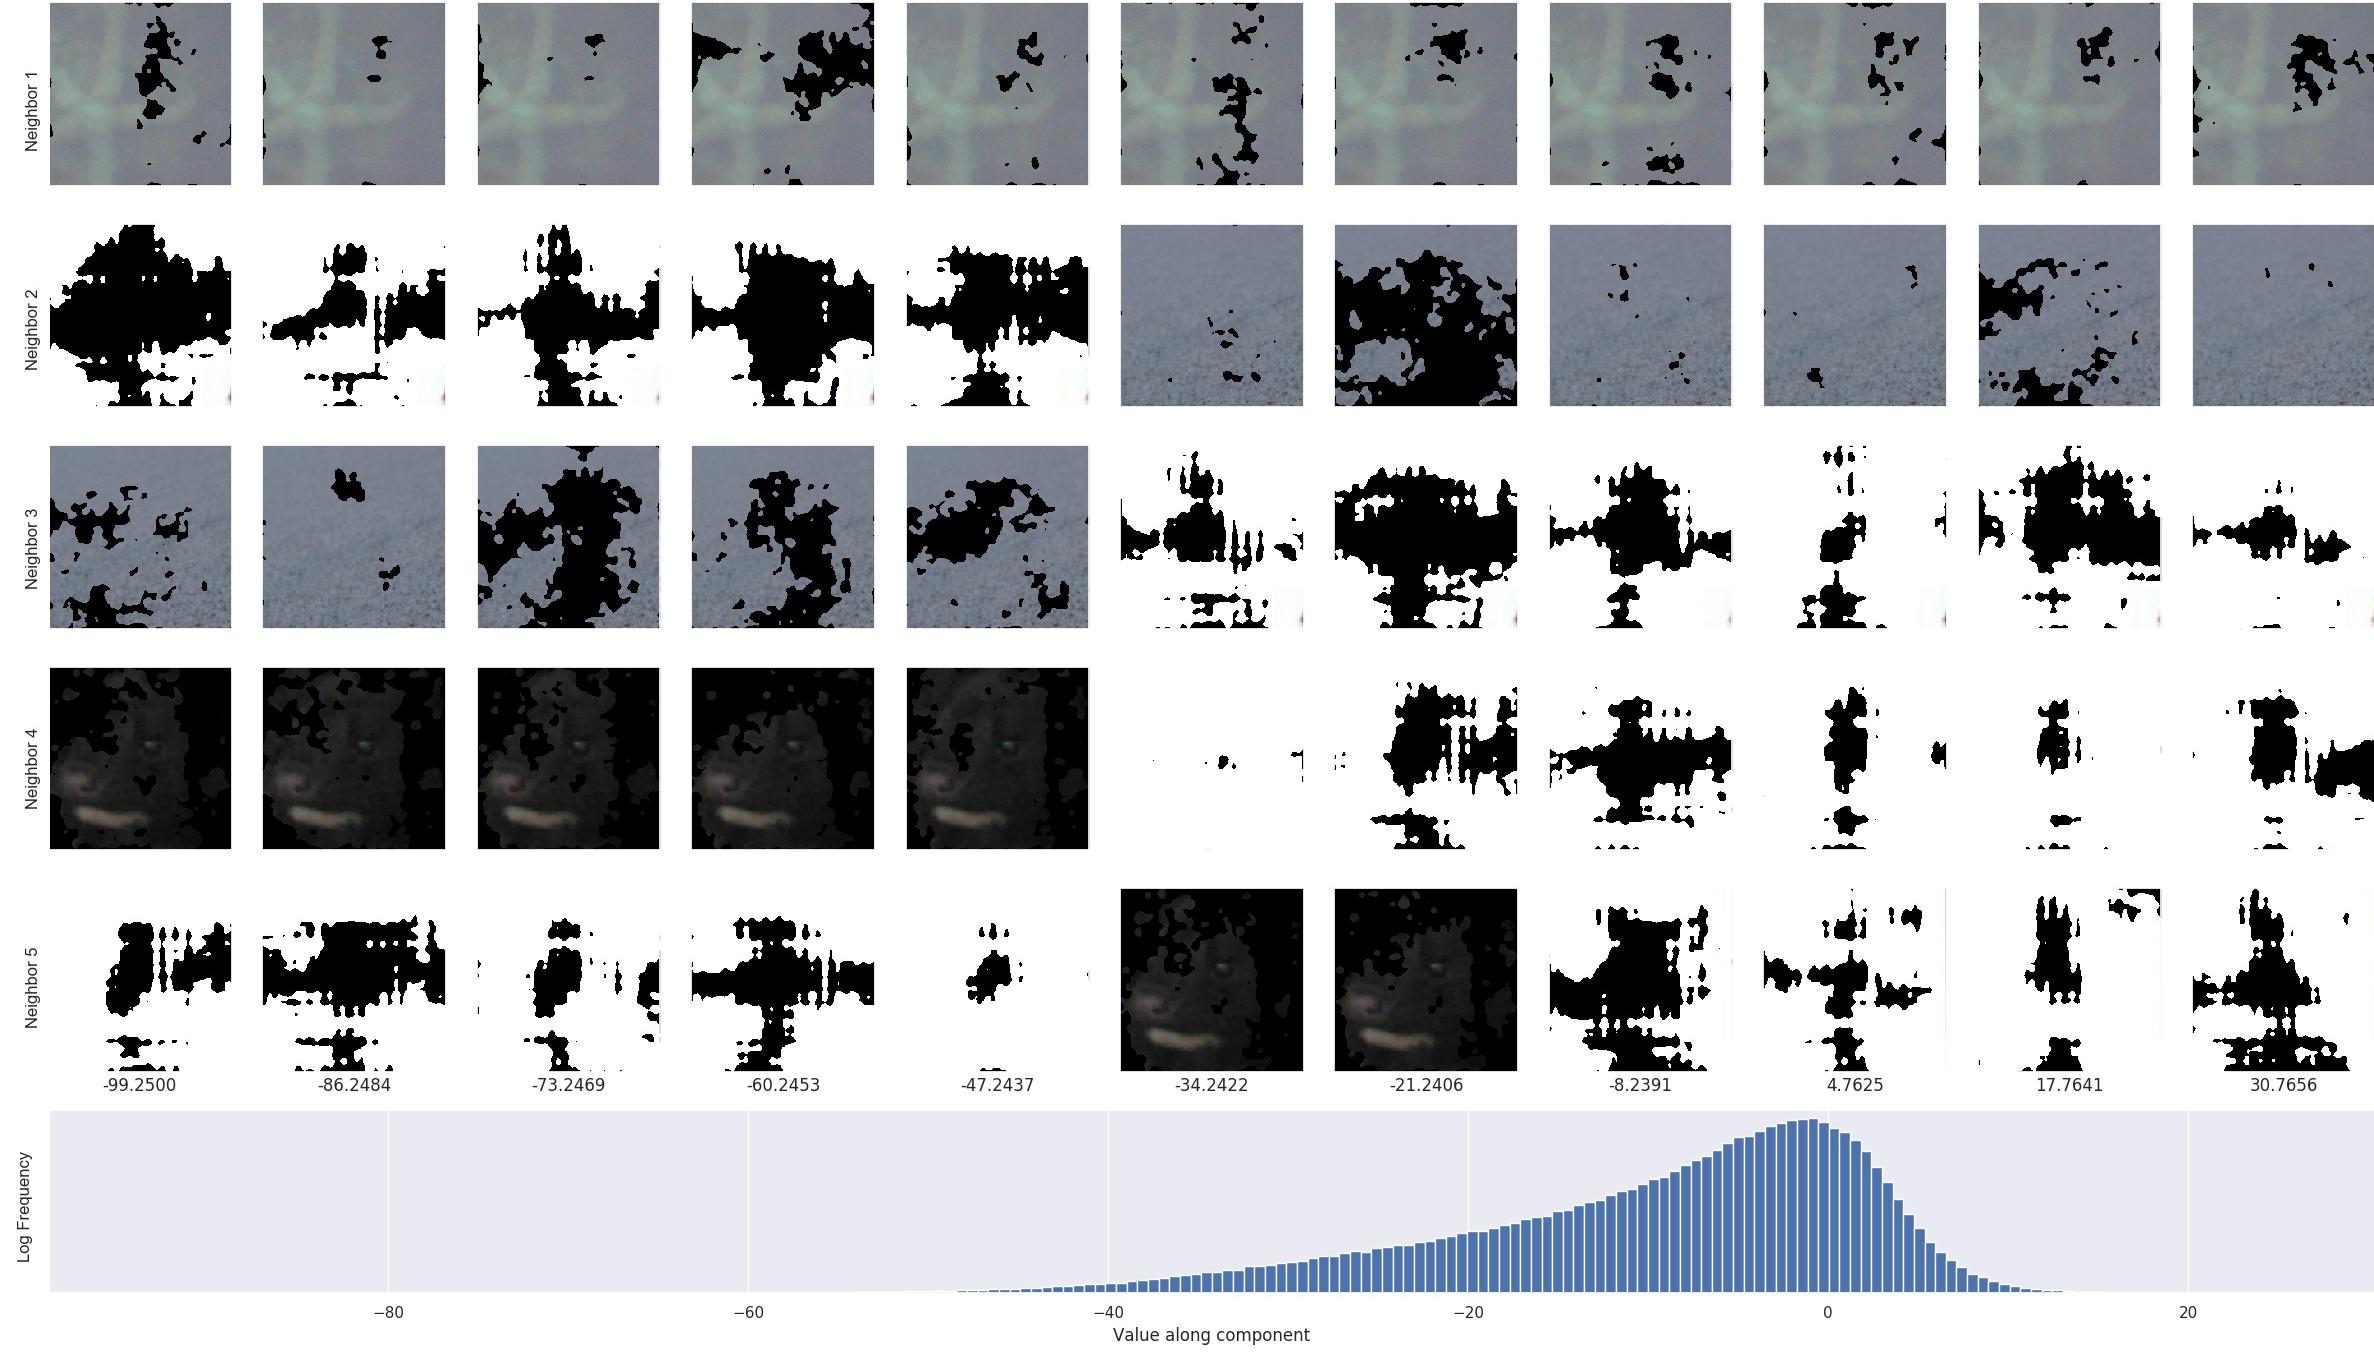 Neighbor 1
Neighbor 2
Neighbor 3
Neighbor 4
Neighbor 5
-99.2500 -86.2484 -73.2469 -60.2453 -47.2437 -34.2422 -21.2406 -8.2391 4.7625 17.7641 30.7656
Log Frequency
−80 −60 −40 −20 0 20
Value along component